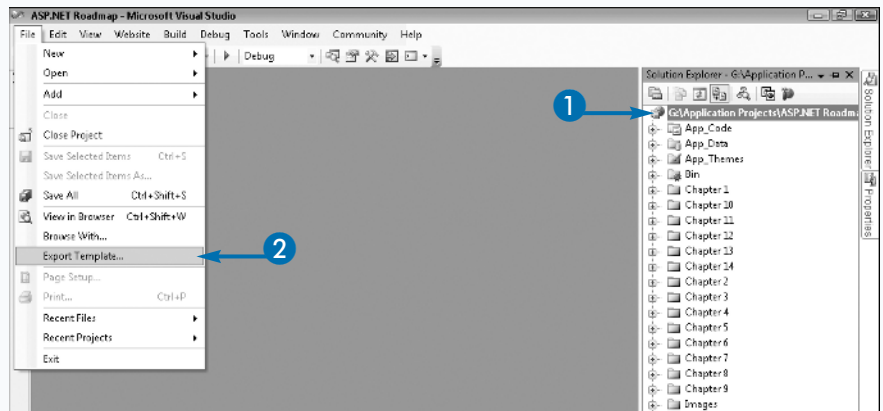 ASP.NET Roadmap - Microsoft Visual Studio
File Edit View Website Build Debug Tools Window Community Help
Debug
New
Open
Add
Close
Close Project
Save Selected Items Ctrl+S
Save Selected Items As...
Save All Ctrl+Shift+S
View in Browser Ctrl+Shift+W
Browse With...
Export Template...
Page Setup...
Print... Ctrl+P
Recent Files
Recent Projects
Exit
2
1
Solution Explorer - G:\Application P...
G:\Application Projects\ASP.NET Roadm
App_Code
App_Data
App_Themes
Bin
Chapter 1
Chapter 10
Chapter 11
Chapter 12
Chapter 13
Chapter 14
Chapter 2
Chapter 3
Chapter 4
Chapter 5
Chapter 6
Chapter 7
Chapter 8
Chapter 9
Images
Solution Explorer
Properties